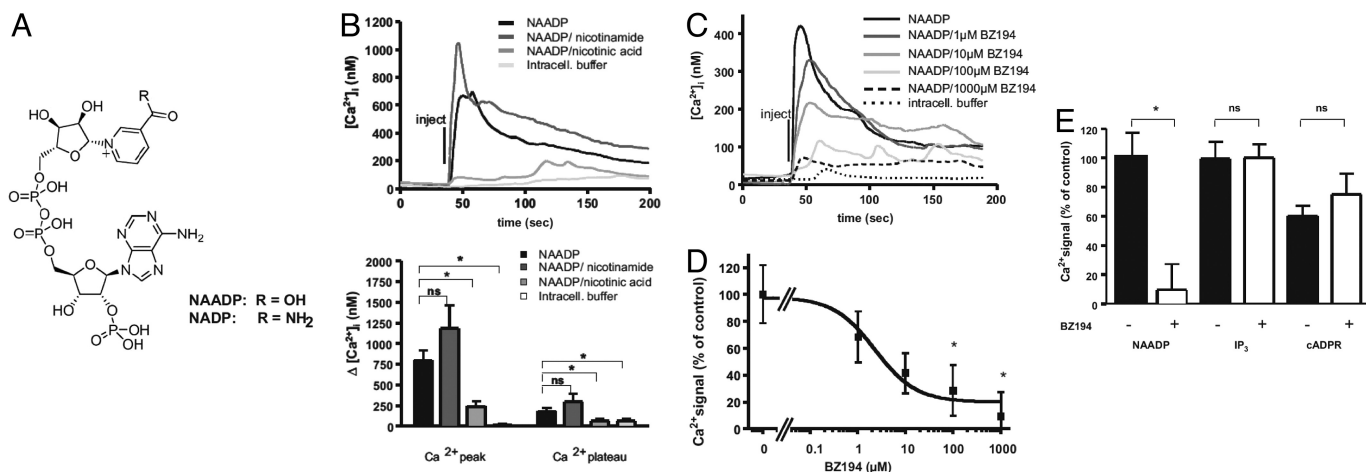 A
OH
HO
R
O
N
+
O
O
O
P
OH
O
O
OH
P
O
O
N
N
N
N
NH2
O
HO
O
O
P
OH
OH
NAADP: R = OH
NADP: R = NH2
B
1200
1000
800
600
400
200
0
[Ca2+]i (nM)
inject
NAADP
NAADP/ nicotinamide
NAADP/nicotinic acid
Intracell. buffer
0
50
100
150
200
time (sec)
2000
1750
1500
1250
1000
750
500
250
0
Δ [Ca2+]i (nM)
NAADP
NAADP/ nicotinamide
NAADP/nicotinic acid
Intracell. buffer
*
*
ns
*
*
ns
Ca 2+peak
Ca 2+plateau
C
400
300
200
100
0
[Ca2+]i (nM)
inject
NAADP
NAADP/1µM BZ194
NAADP/10µM BZ194
NAADP/100µM BZ194
NAADP/1000µM BZ194
intracell. buffer
0
50
100
150
200
time (sec)
D
120
100
80
60
40
20
0
Ca2+signal (% of control)
*
*
0
0.1
1
10
100
1000
BZ194 (µM)
E
120
100
80
60
40
20
0
Ca2+signal (% of control)
*
ns
ns
BZ194
-
+
-
+
-
+
NAADP
IP3
cADPR